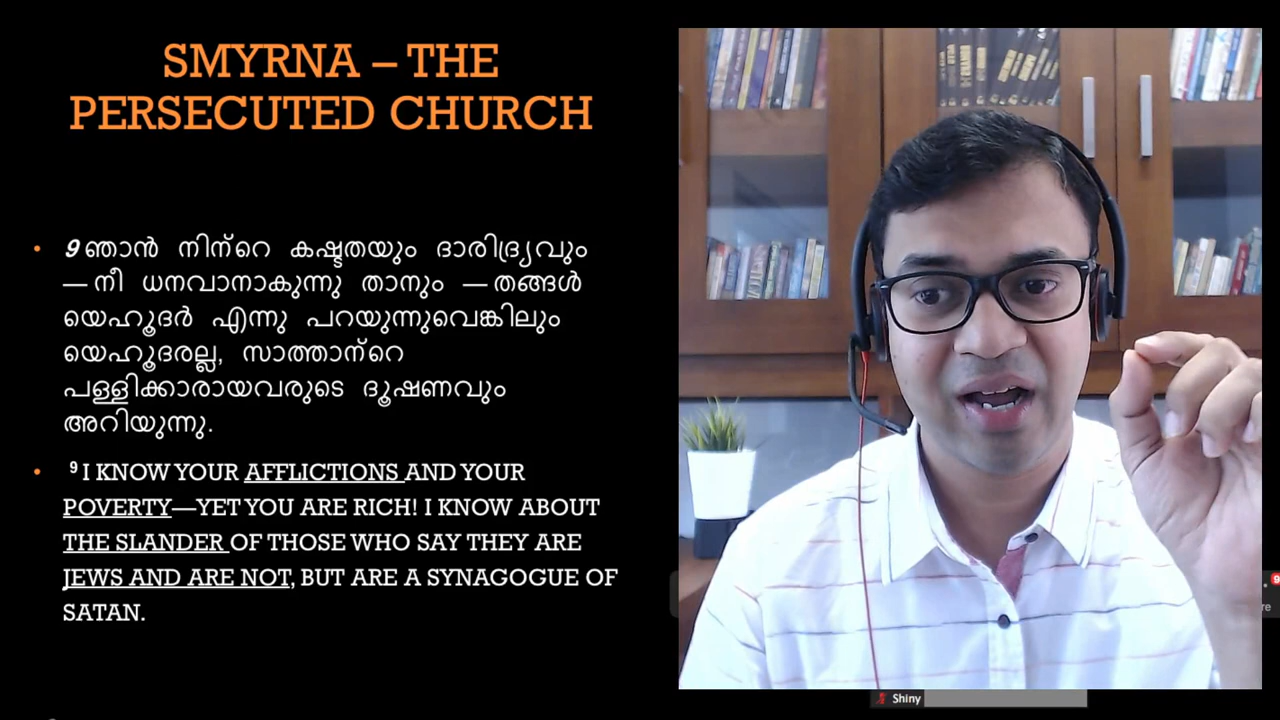 SMYRNA – THE
PERSECUTED CHURCH
• 9 ഞാൻ നിന്റെ കഷ്ടതയും ദാരിദ്ര്യവും
— നീ ധനവാനാകുന്നു താനും — തങ്ങൾ
യെഹൂദർ എന്നു പറയുന്നുവെങ്കിലും
യെഹൂദരല്ല, സാത്താന്റെ
പള്ളിക്കാരായവരുടെ ദൂഷണവും
അറിയുന്നു.
• 9 I KNOW YOUR AFFLICTIONS AND YOUR
POVERTY—YET YOU ARE RICH! I KNOW ABOUT
THE SLANDER OF THOSE WHO SAY THEY ARE
JEWS AND ARE NOT, BUT ARE A SYNAGOGUE OF
SATAN.
Shiny